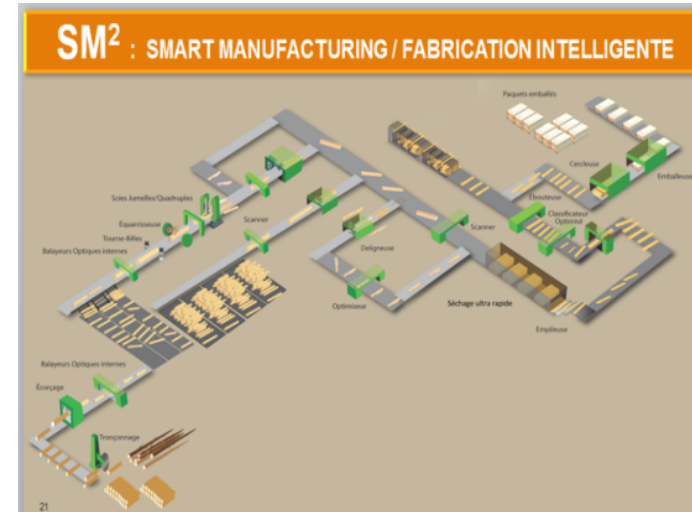 SM² : SMART MANUFACTURING / FABRICATION INTELLIGENTE
Paquets emballés
Cercleuse
Emballeuse
Scies Jumelles/Quadruples
Ébouteuse
Classificateur
Optimisé
Équarrisseuse
Scanner
Tourne-Billes
Scanner
Balayeurs Optiques internes
Déligneuse
Optimiseur
Séchage ultra rapide
Empileuse
Balayeurs Optiques internes
Écorçage
Tronçonnage
21